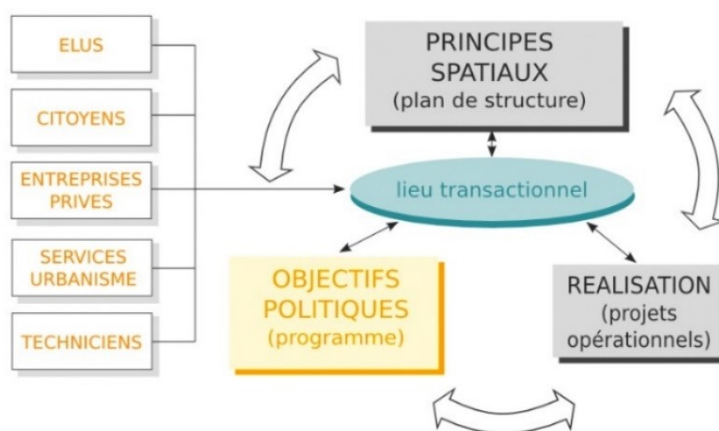 ELUS
CITOYENS
ENTREPRISES
PRIVES
SERVICES
URBANISME
TECHNICIENS
PRINCIPES
SPATIAUX
(plan de structure)
lieu transactionnel
OBJECTIFS
POLITIQUES
(programme)
REALISATION
(projets
opérationnels)